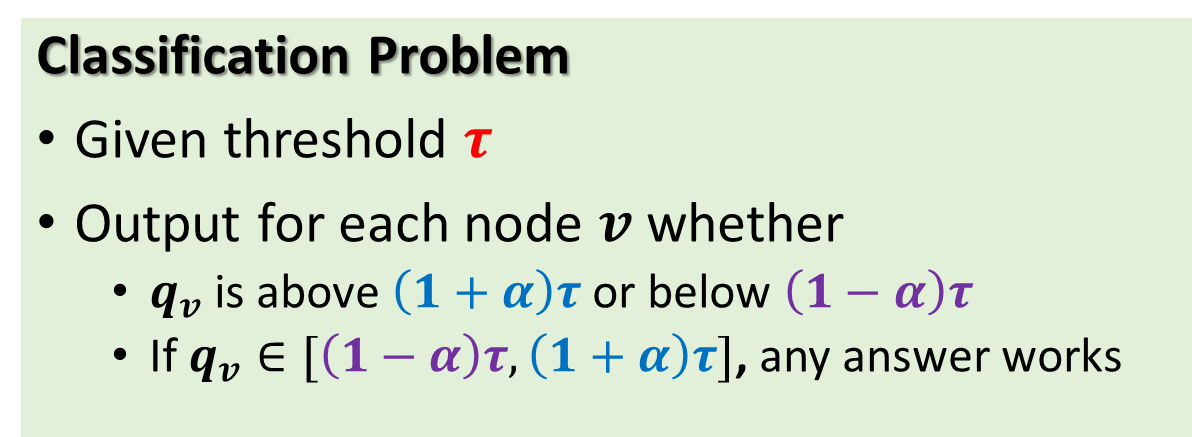 Classification Problem
• Given threshold τ
• Output for each node v whether
• q_v is above (1 + α)τ or below (1 − α)τ
• If q_v ∈ [(1 − α)τ, (1 + α)τ], any answer works